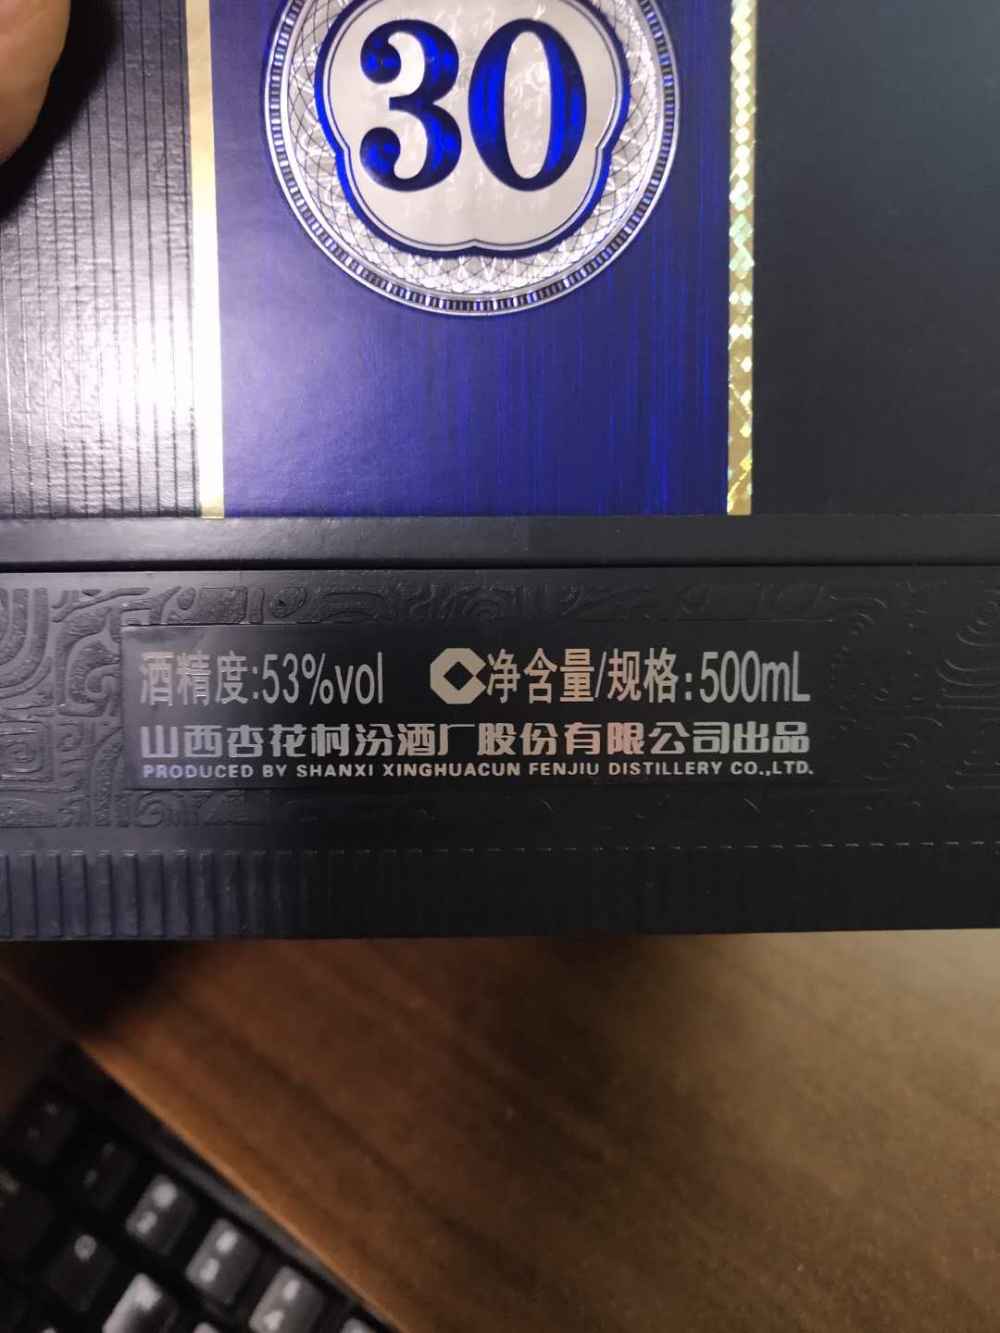 30
酒精度:53%vol 净含量/规格:500mL
山西杏花村汾酒厂股份有限公司出品
PRODUCED BY SHANXI XINGHUACUN FENJIU DISTILLERY CO.,LTD.